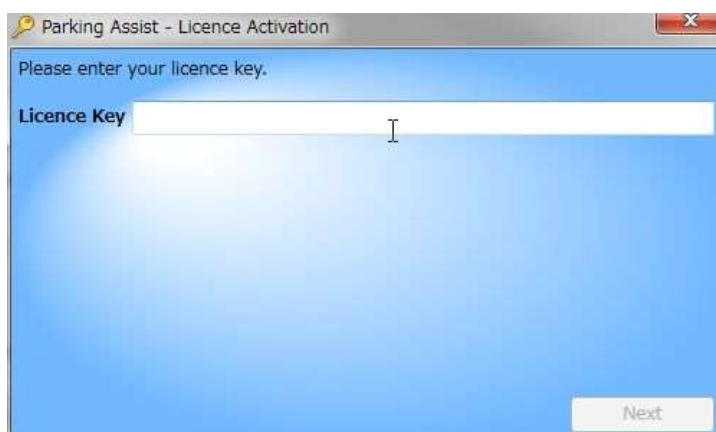 Parking Assist - Licence Activation
Please enter your licence key.
Licence Key
Next